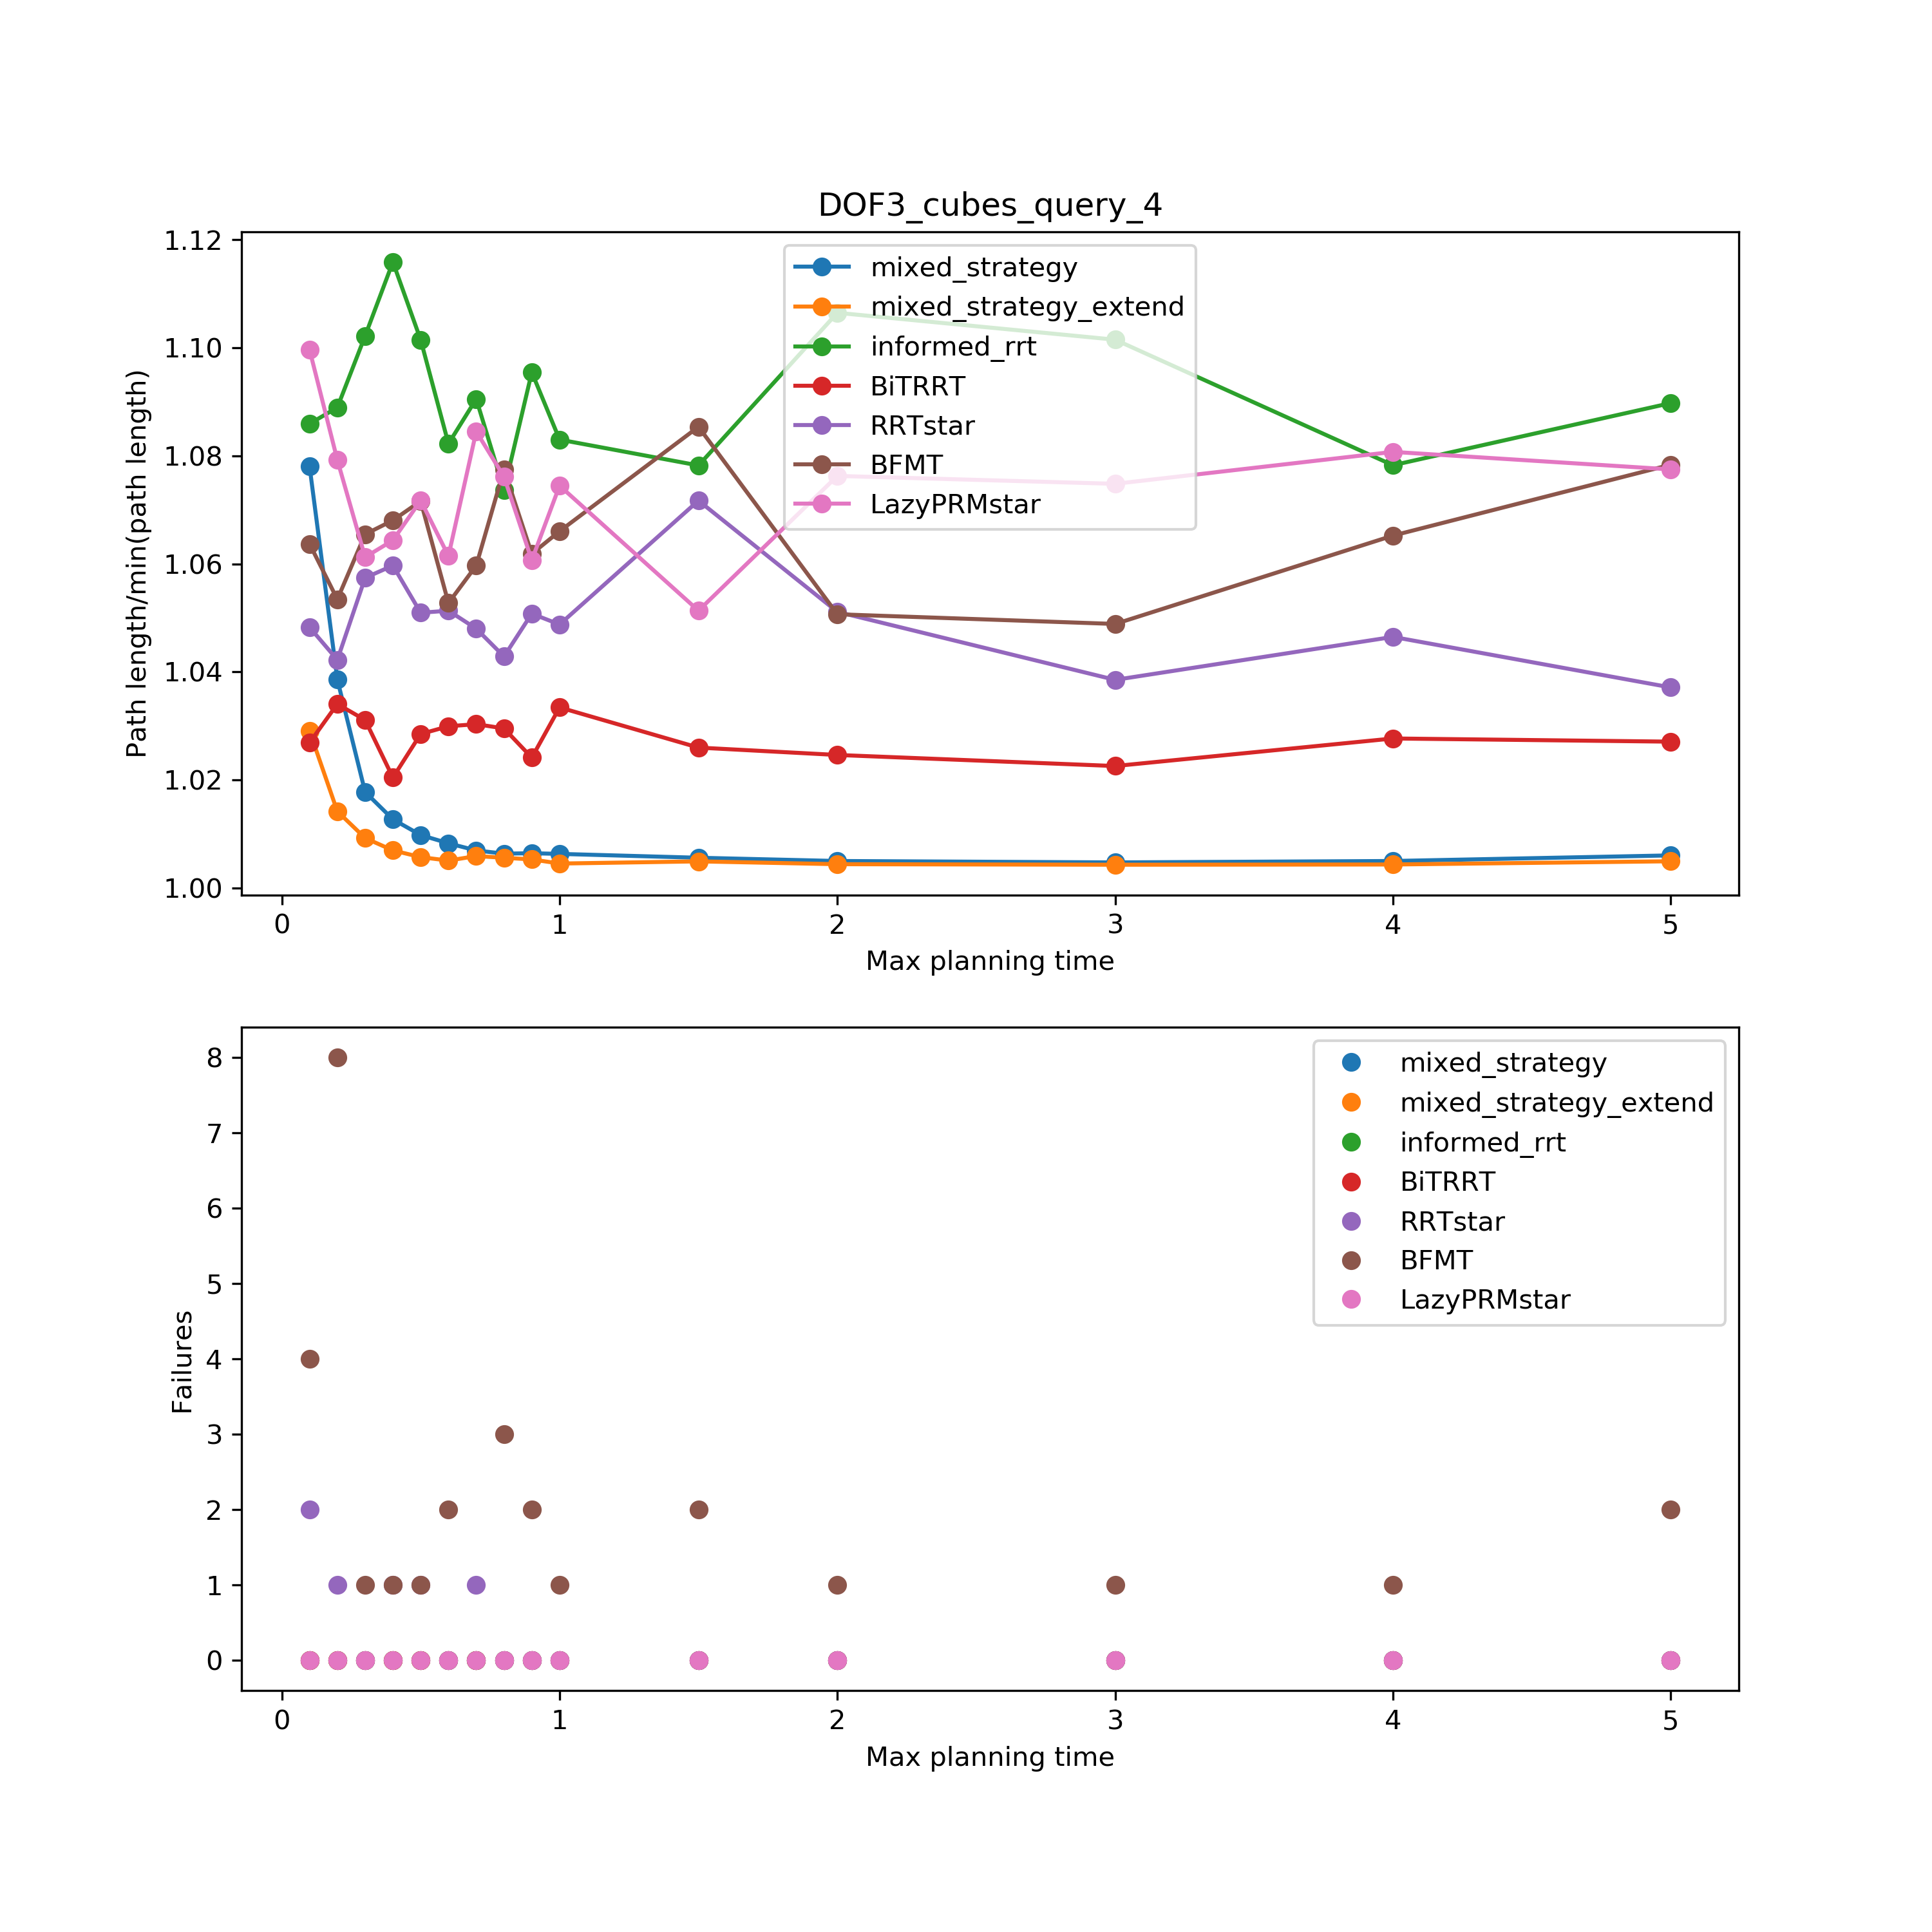 DOF3_cubes_query_4
Path length/min(path length)
1.12
1.10
1.08
1.06
1.04
1.02
1.00
mixed_strategy
mixed_strategy_extend
informed_rrt
BiTRRT
RRTstar
BFMT
LazyPRMstar
0 1 2 3 4 5
Max planning time
Failures
8
7
6
5
4
3
2
1
0
mixed_strategy
mixed_strategy_extend
informed_rrt
BiTRRT
RRTstar
BFMT
LazyPRMstar
0 1 2 3 4 5
Max planning time